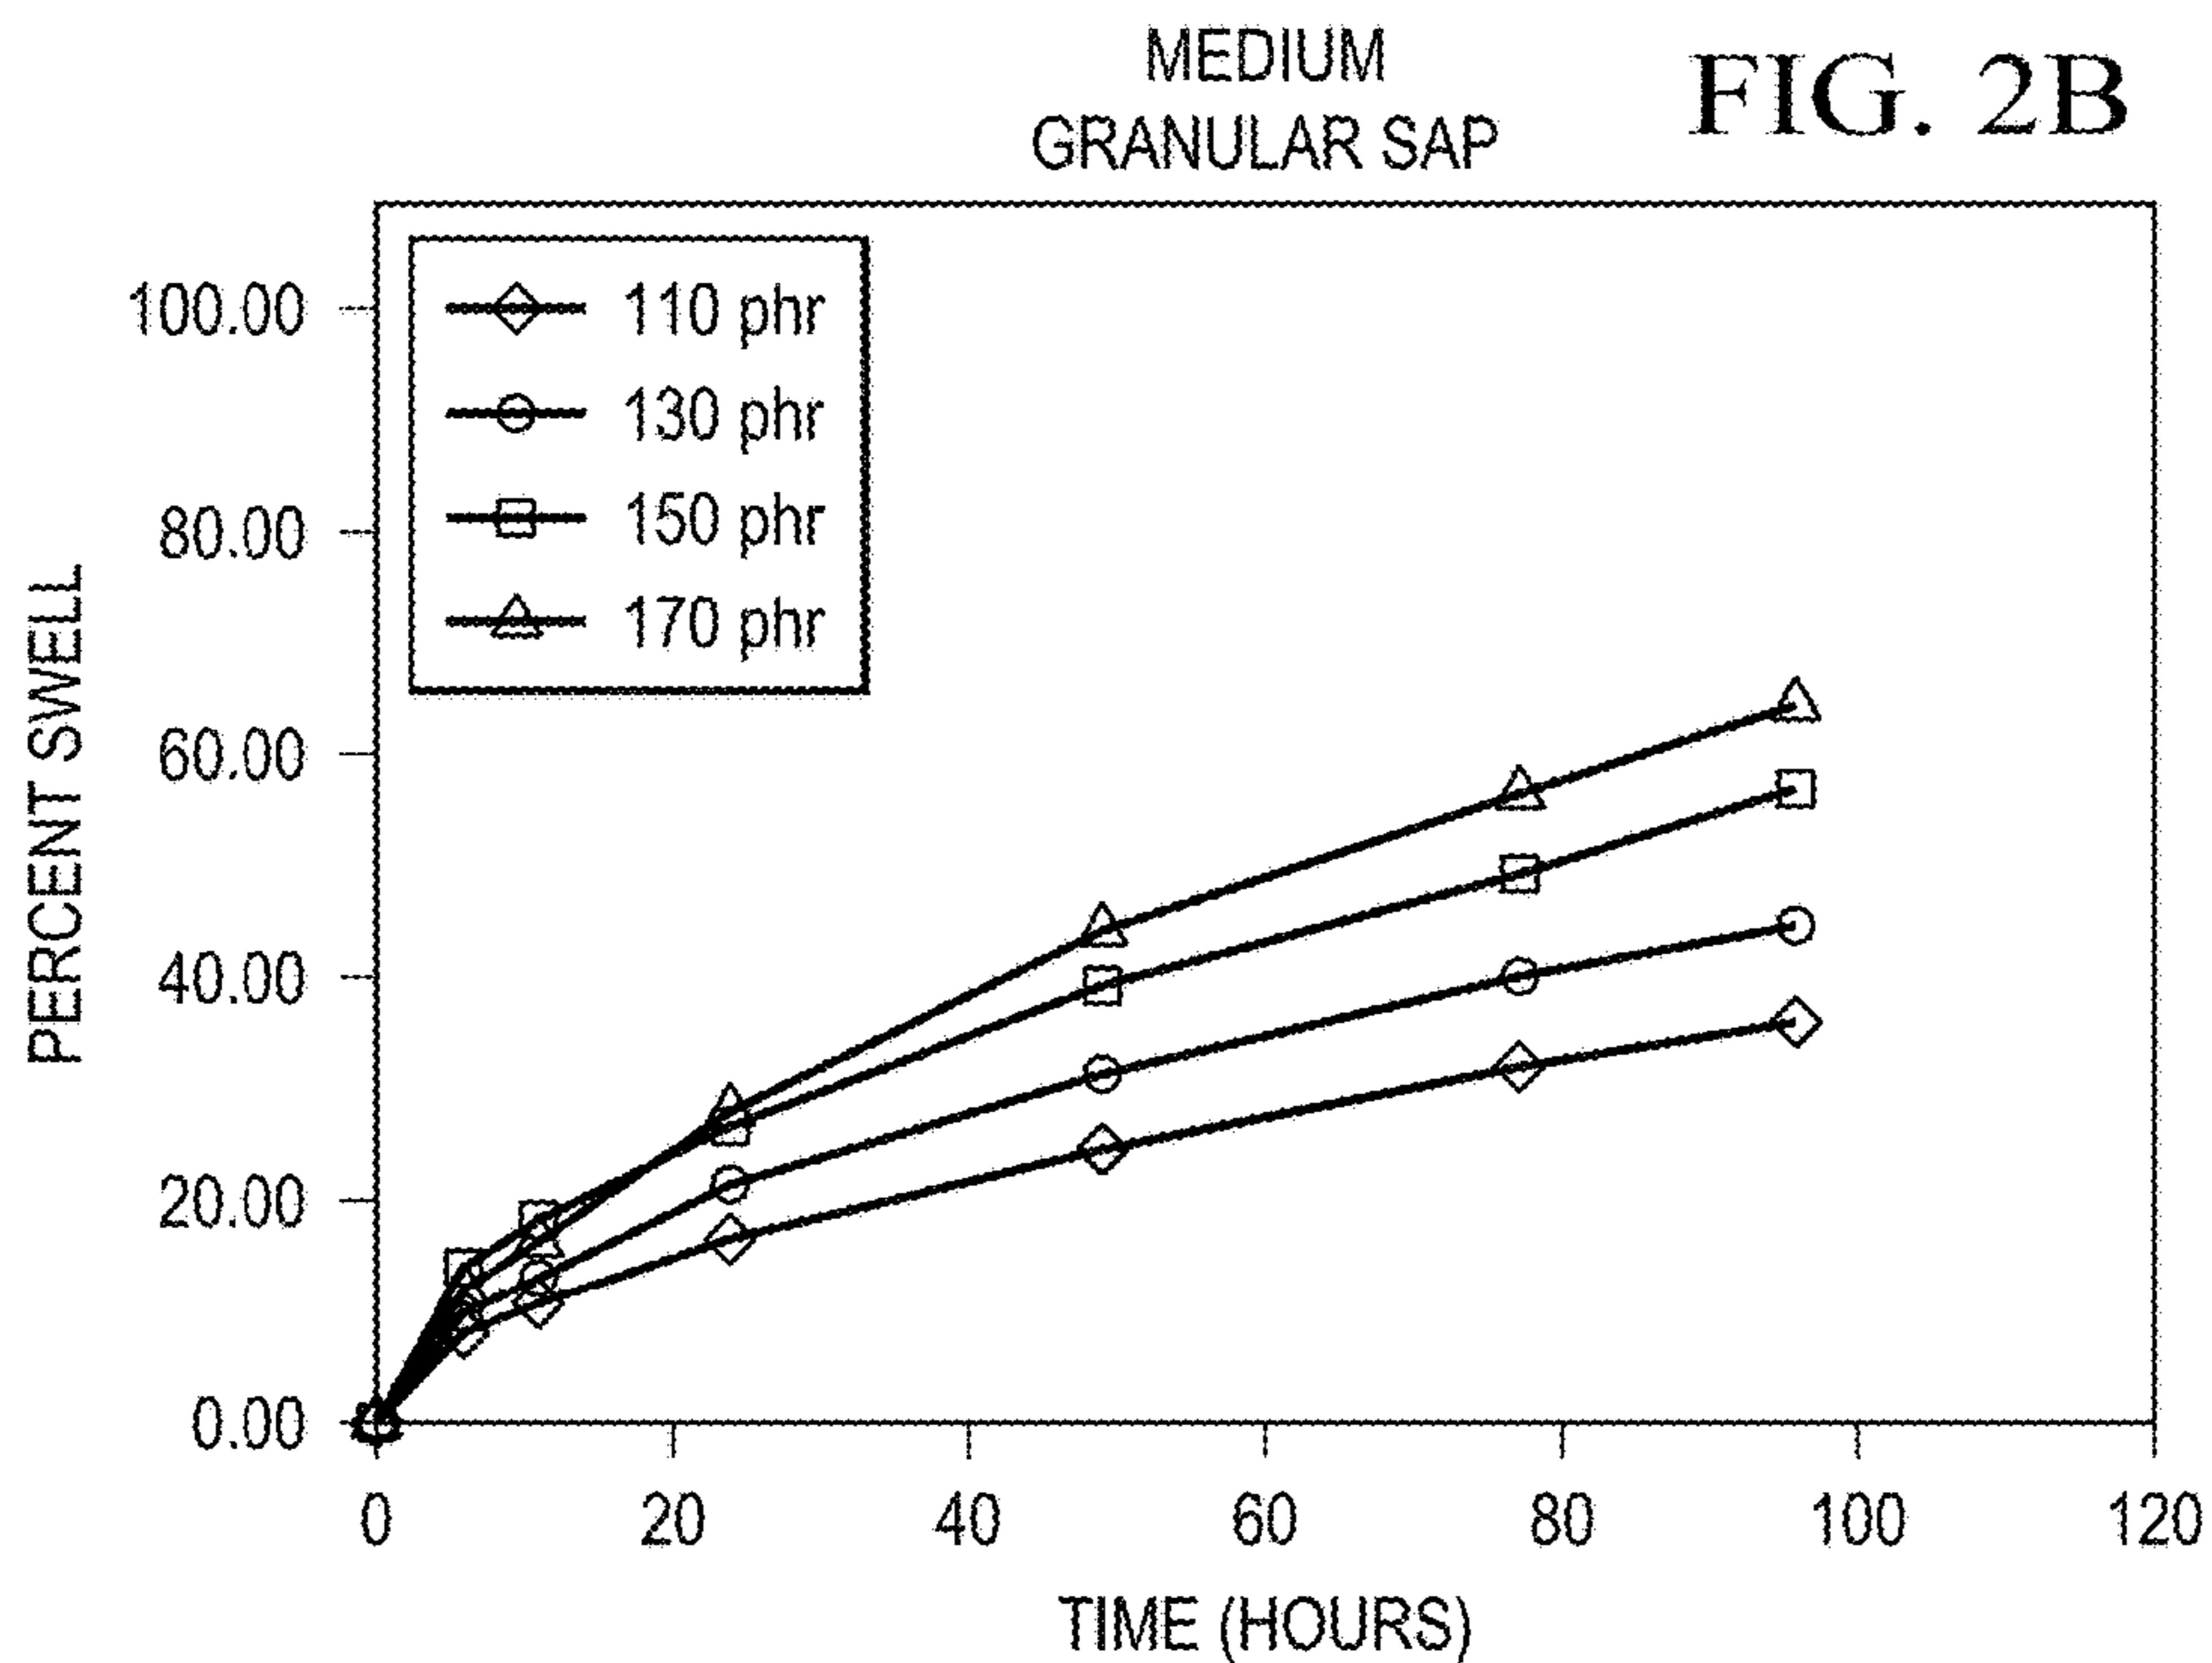 MEDIUM
GRANULAR SAP
FIG. 2B
110 phr
130 phr
150 phr
170 phr
PERCENT SWELL
100.00
80.00
60.00
40.00
20.00
0.00
0 20 40 60 80 100 120
TIME (HOURS)